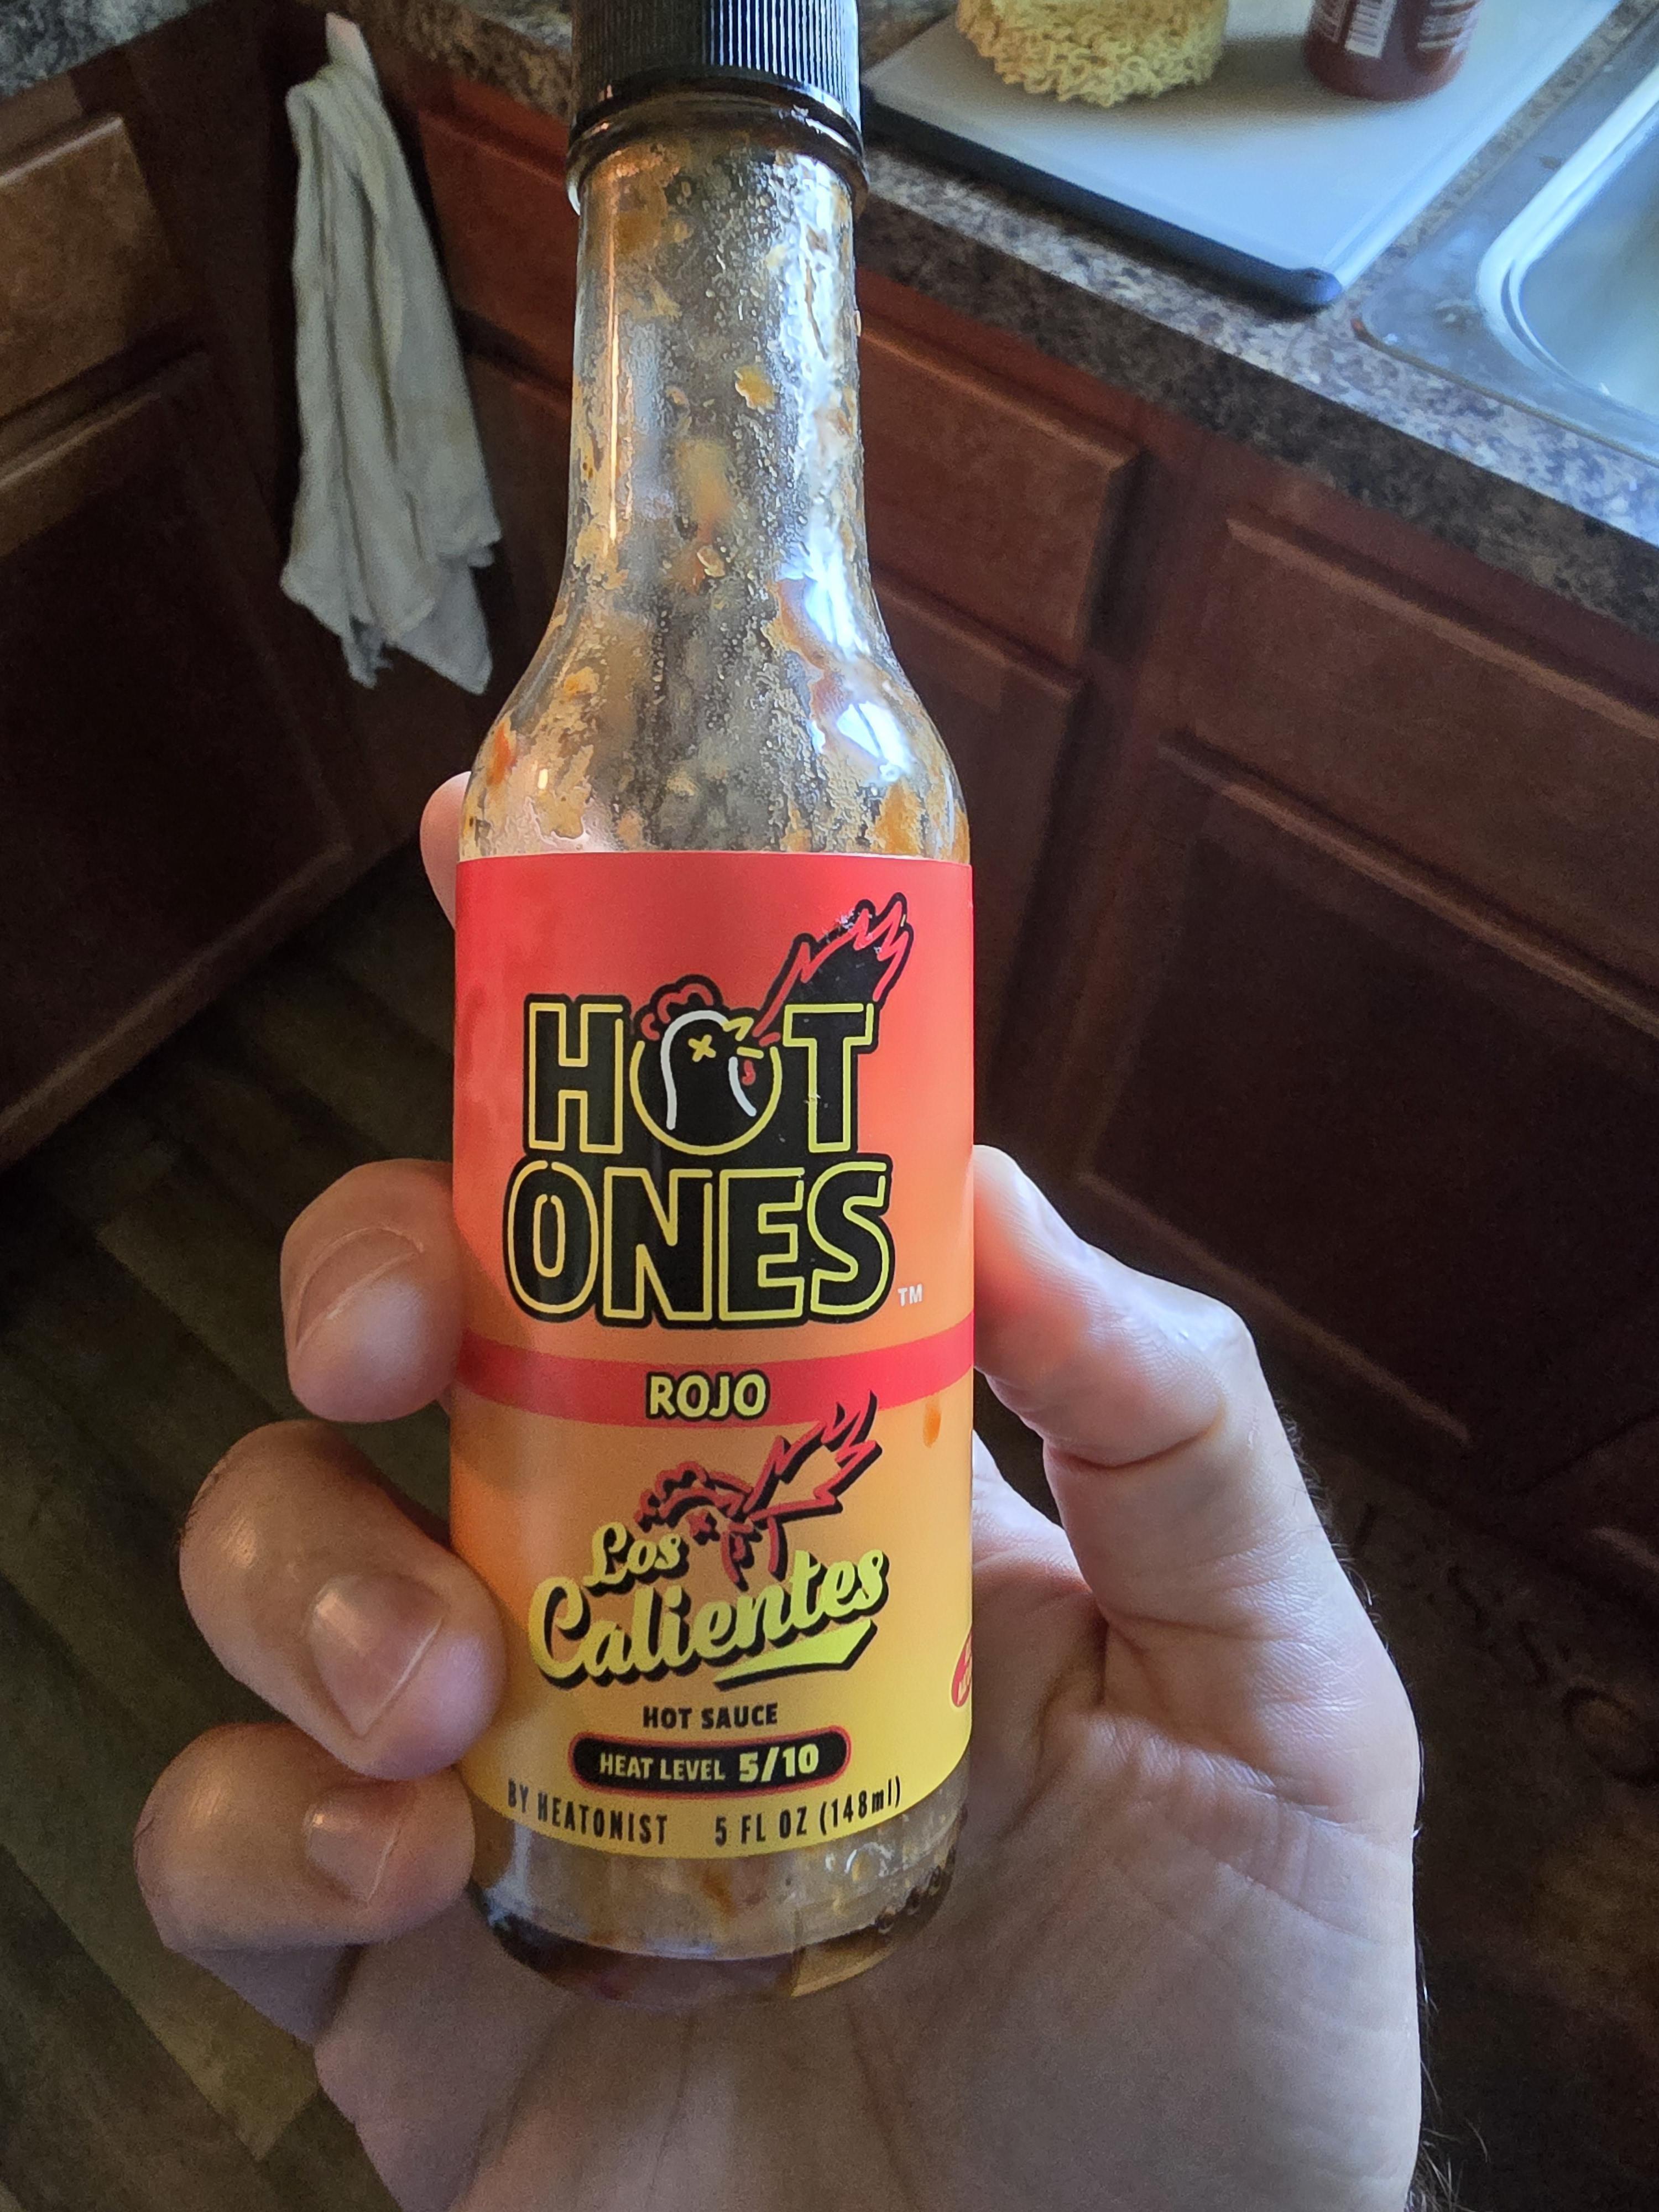 HOT
ONES
TM
ROJO
Los
Calientes
HOT SAUCE
HEAT LEVEL 5/10
BY HEATONIST 5 FL OZ (148ml)